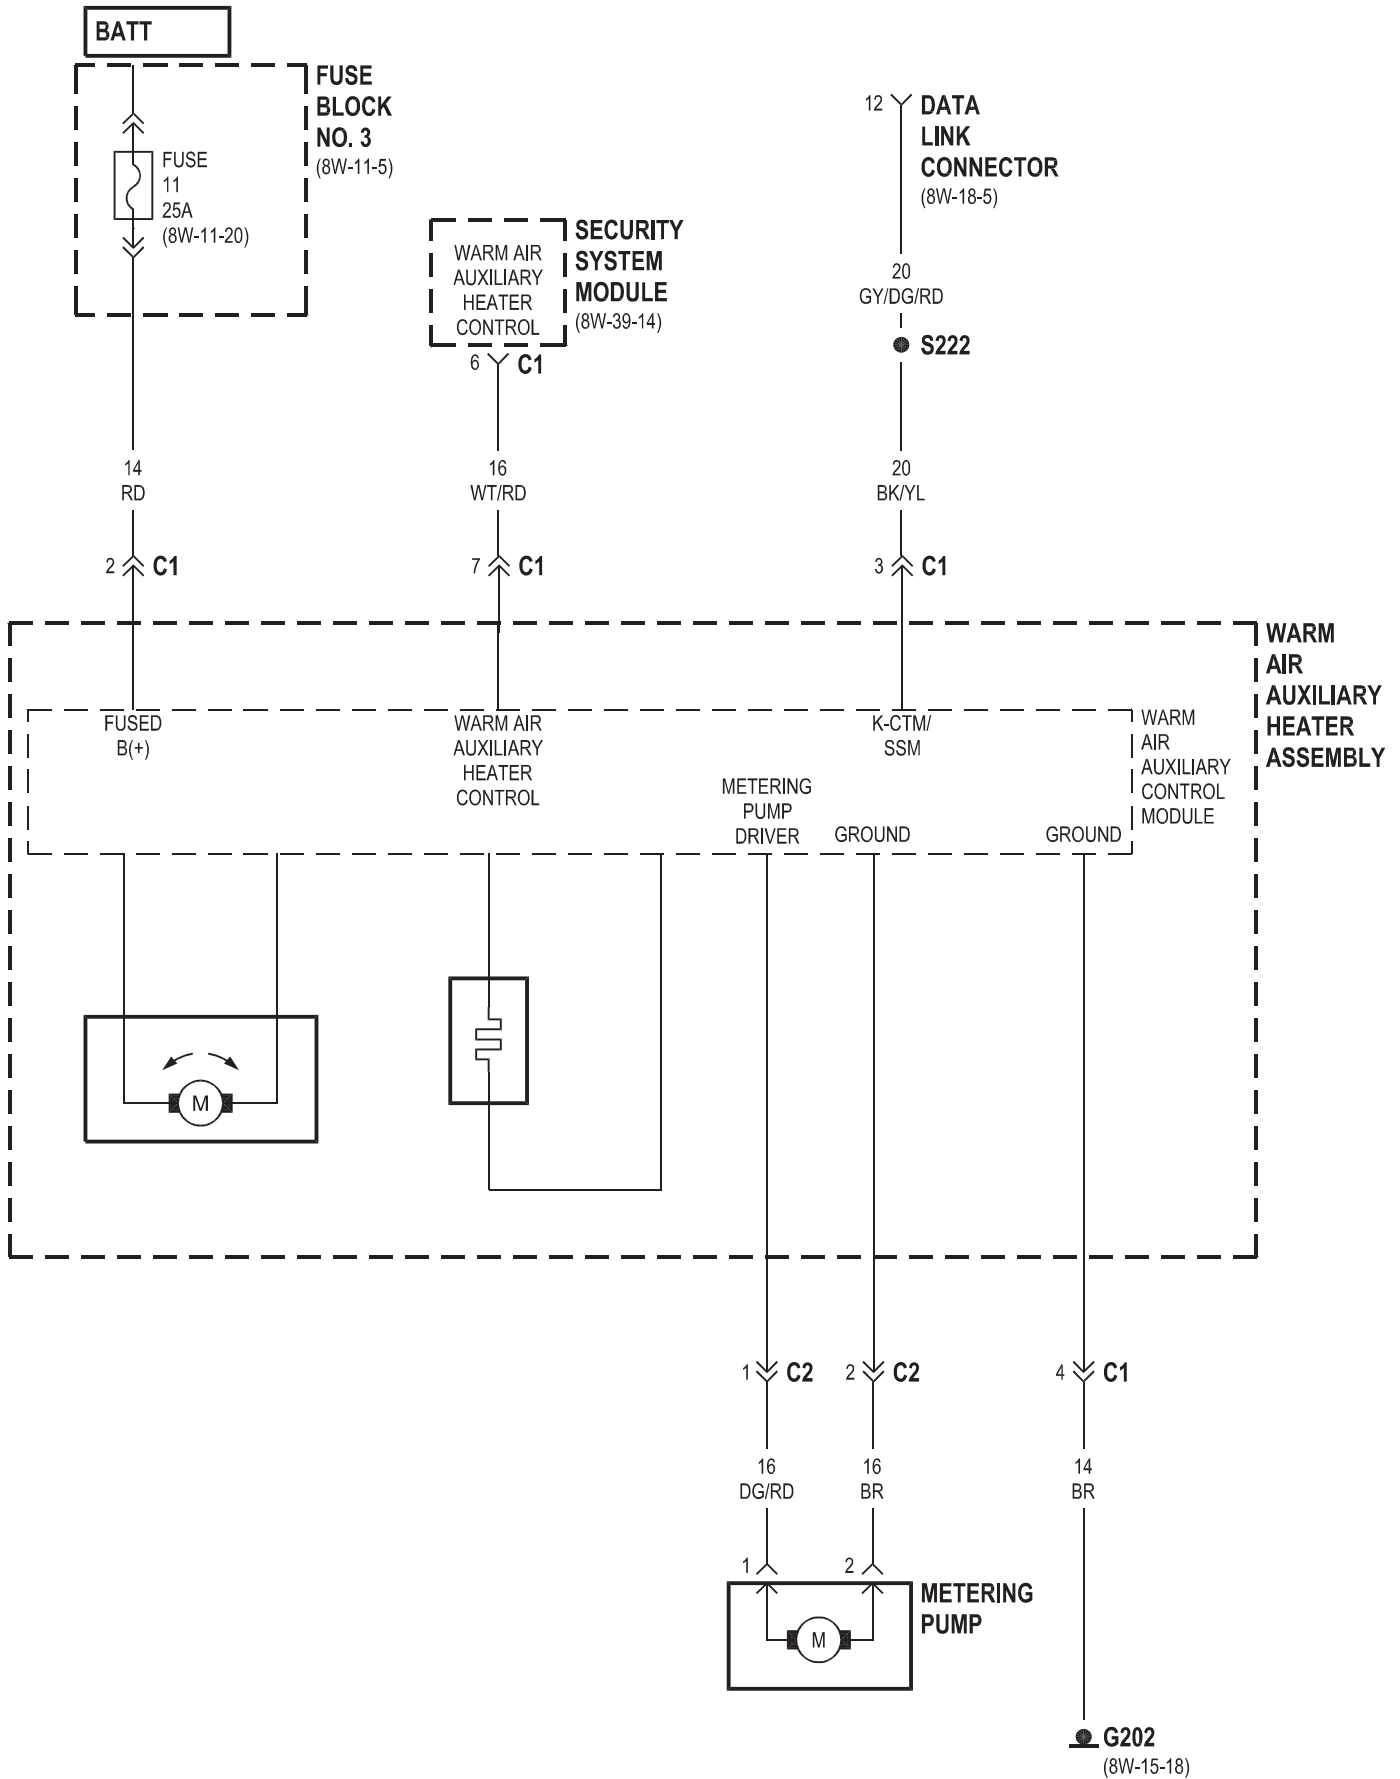 BATT
FUSE
BLOCK
NO. 3
(8W-11-5)
FUSE
11
25A
(8W-11-20)
SECURITY
SYSTEM
MODULE
(8W-39-14)
WARM AIR
AUXILIARY
HEATER
CONTROL
6 C1
12 DATA
LINK
CONNECTOR
(8W-18-5)
20
GY/DG/RD
S222
14
RD
16
WT/RD
20
BK/YL
2 C1
7 C1
3 C1
WARM
AIR
AUXILIARY
HEATER
ASSEMBLY
FUSED
B(+)
WARM AIR
AUXILIARY
HEATER
CONTROL
K-CTM/
SSM
METERING
PUMP
DRIVER
GROUND
GROUND
WARM
AIR
AUXILIARY
CONTROL
MODULE
M
1 C2
2 C2
4 C1
16
DG/RD
16
BR
14
BR
1
2
METERING
PUMP
M
G202
(8W-15-18)